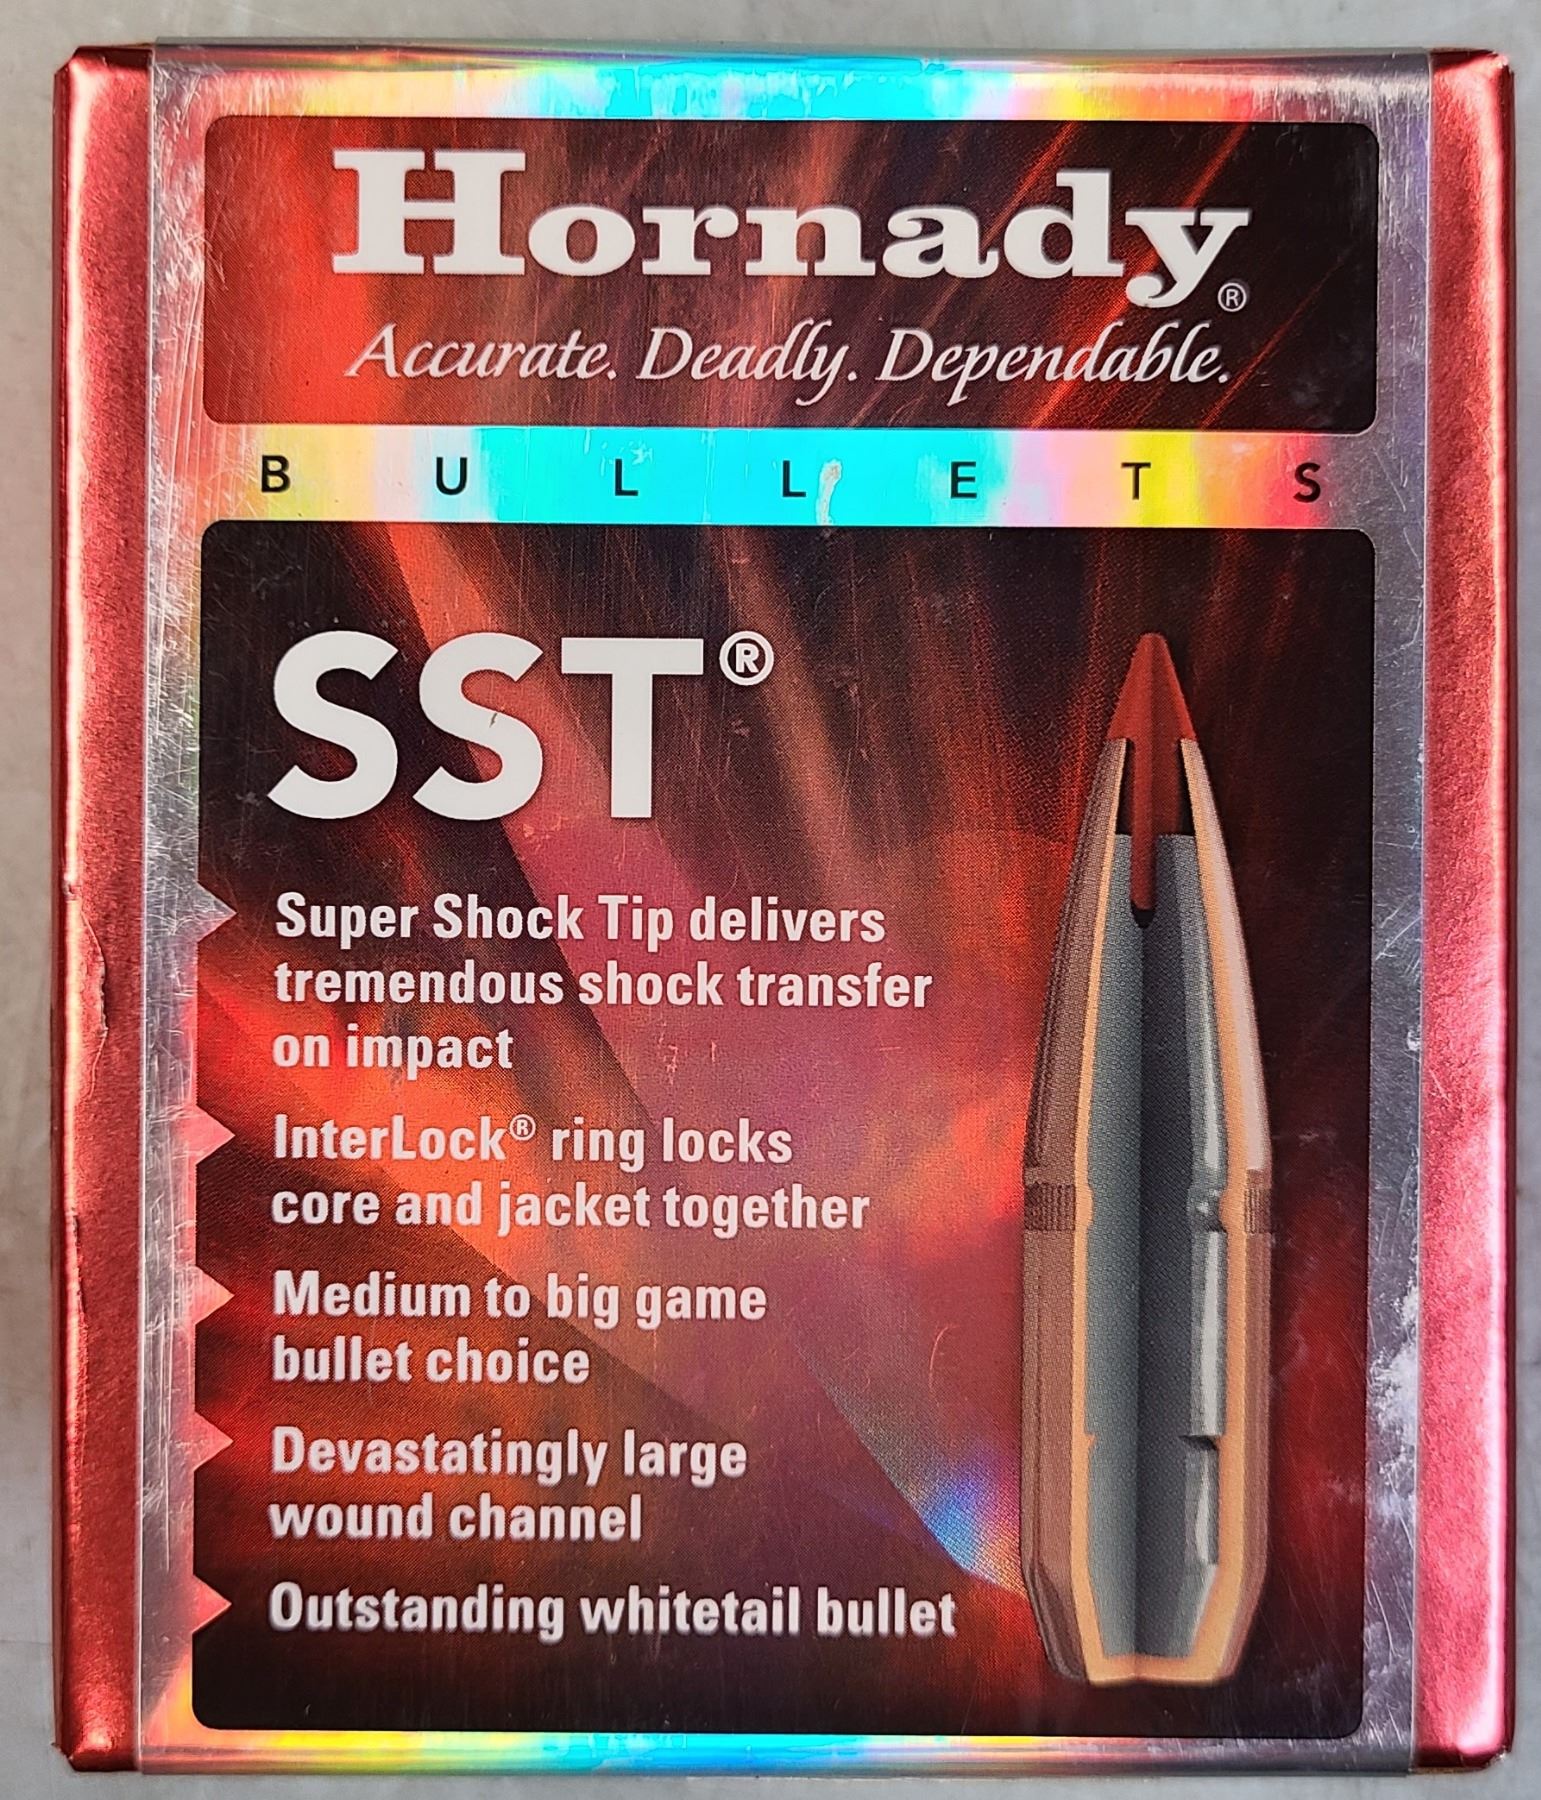 Hornady®
Accurate. Deadly. Dependable.
BULLETS
SST®
Super Shock Tip delivers
tremendous shock transfer
on impact
InterLock® ring locks
core and jacket together
Medium to big game
bullet choice
Devastatingly large
wound channel
Outstanding whitetail bullet